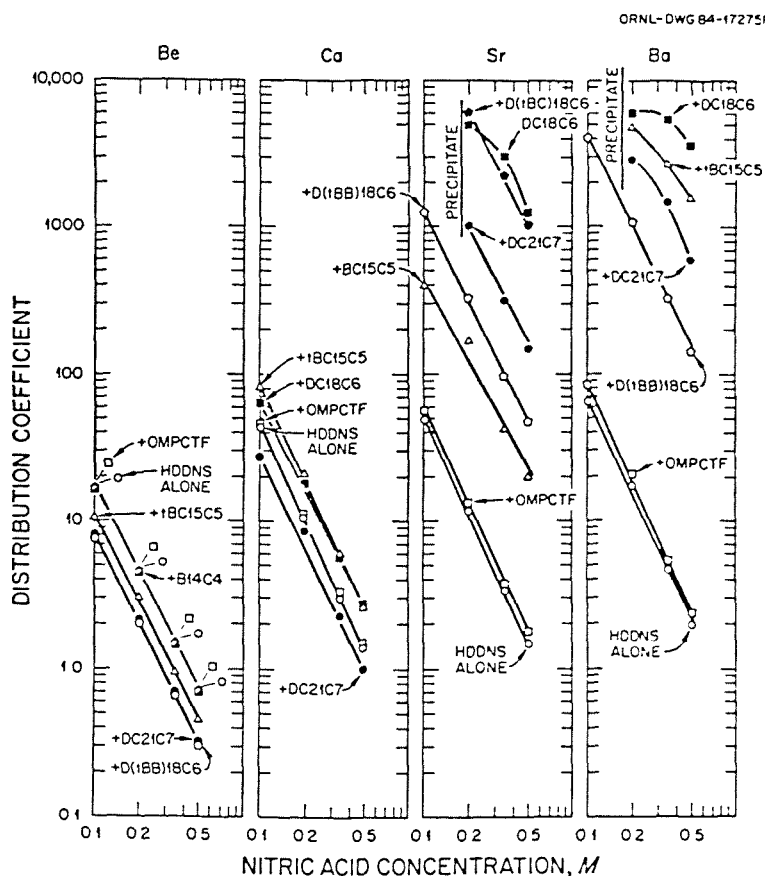 ORNL-DWG 84-17275
Be
Ca
Sr
Ba
10,000
1000
100
10
1.0
0.1
DISTRIBUTION COEFFICIENT
+OMPCTF
HDDNS
ALONE
+tBC15C5
+B14C4
+DC21C7
+D(tBB)18C6
+tBC15C5
+DC18C6
+OMPCTF
HDDNS
ALONE
+DC21C7
PRECIPITATE
+D(tBC)18C6
DC18C6
+D(tBB)18C6
+DC21C7
+BC15C5
+OMPCTF
HDDNS
ALONE
PRECIPITATE
+DC18C6
+tBC15C5
+DC21C7
+D(tBB)18C6
+OMPCTF
HDDNS
ALONE
0.1 0.2 0.5 0.1 0.2 0.5 0.1 0.2 0.5 0.1 0.2 0.5
NITRIC ACID CONCENTRATION, M